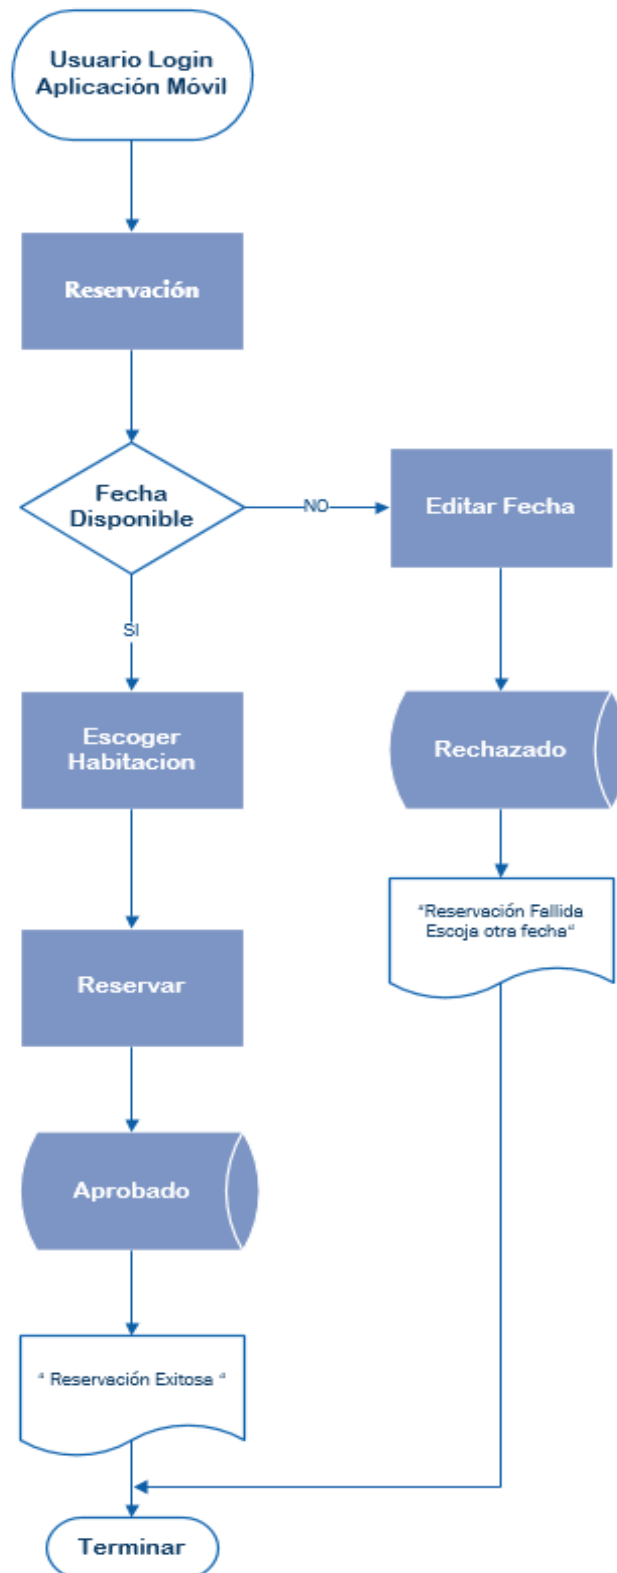 Usuario Login
Aplicación Móvil
Reservación
Fecha
Disponible
NO
Editar Fecha
SI
Escoger
Habitacion
Rechazado
"Reservación Fallida
Escoja otra fecha"
Reservar
Aprobado
" Reservación Exitosa "
Terminar